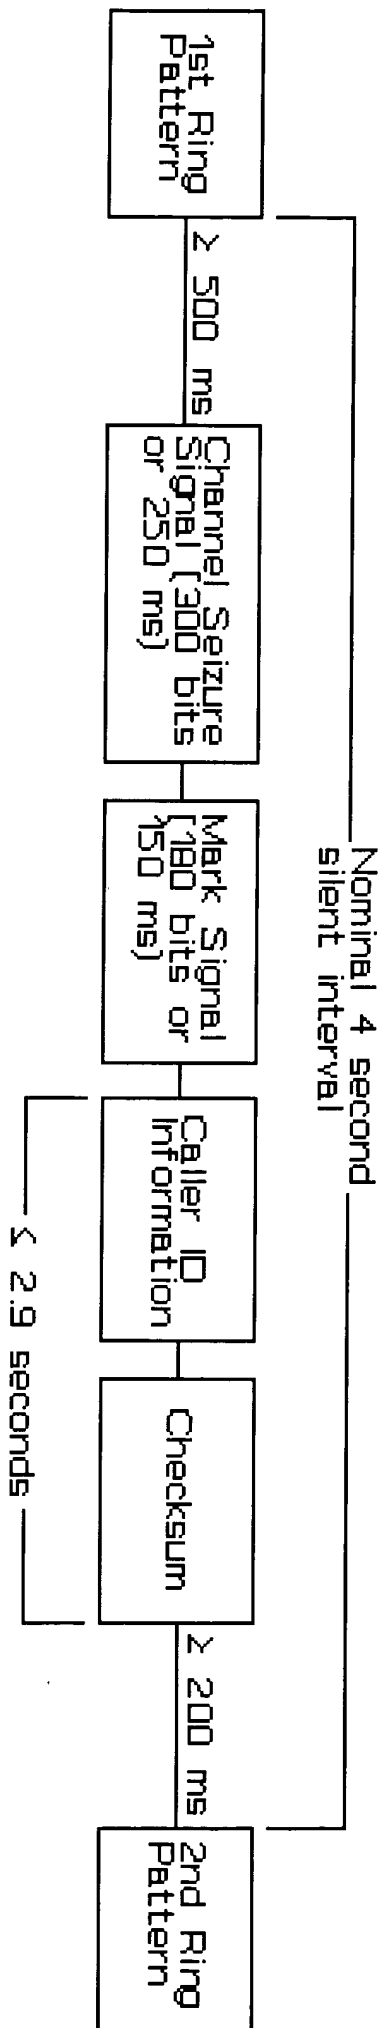 1st Ring
Pattern
≥ 500 ms
Channel Seizure
Signal (300 bits
or 250 ms)
Mark Signal
(180 bits or
150 ms)
Caller ID
Information
Checksum
≥ 200 ms
2nd Ring
Pattern
Nominal 4 second
silent interval
≤ 2.9 seconds